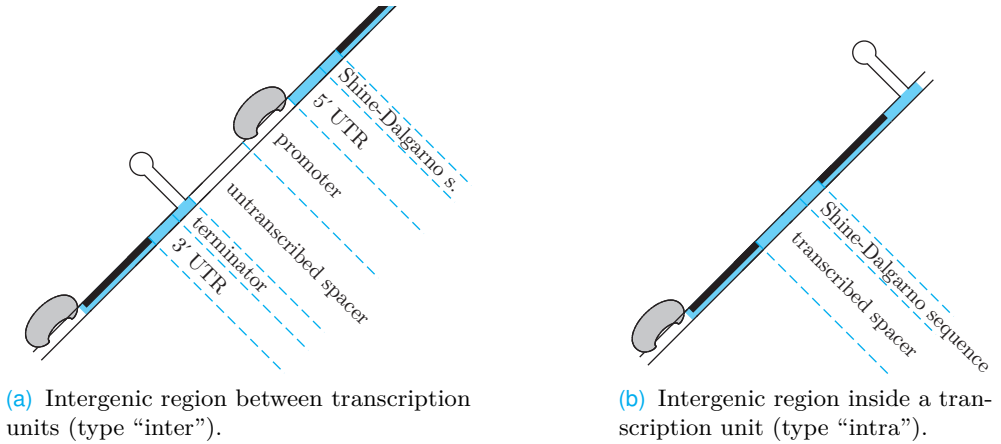 Shine-Dalgarno s.
5′ UTR
promoter
untranscribed spacer
terminator
3′ UTR
(a) Intergenic region between transcription
units (type “inter”).
Shine-Dalgarno sequence
transcribed spacer
(b) Intergenic region inside a tran-
scription unit (type “intra”).